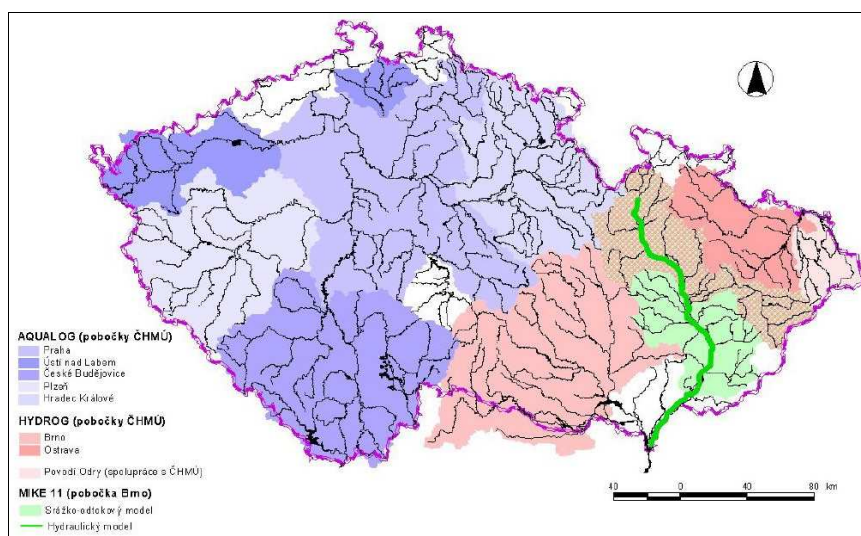 AQUALOG (pobočky ČHMÚ)
Praha
Ústí nad Labem
České Budějovice
Plzeň
Hradec Králové
HYDROG (pobočky ČHMÚ)
Brno
Ostrava
Povodí Odry (spolupráce s ČHMÚ)
MIKE 11 (pobočka Brno)
Srážko-odtokový model
Hydraulický model
40 0 40 80 km